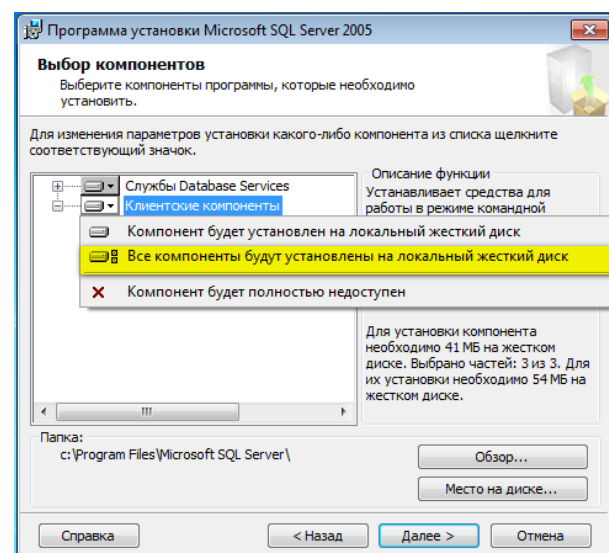 Программа установки Microsoft SQL Server 2005
Выбор компонентов
Выберите компоненты программы, которые необходимо
установить.
Для изменения параметров установки какого-либо компонента из списка щелкните
соответствующий значок.
Службы Database Services
Клиентские компоненты
Описание функции
Устанавливает средства для
работы в режиме командной
Компонент будет установлен на локальный жесткий диск
Все компоненты будут установлены на локальный жесткий диск
Компонент будет полностью недоступен
Для установки компонента
необходимо 41 МБ на жестком
диске. Выбрано частей: 3 из 3. Для
их установки необходимо 54 МБ на
жестком диске.
Папка:
c:\Program Files\Microsoft SQL Server\
Обзор...
Место на диске...
Справка
< Назад
Далее >
Отмена